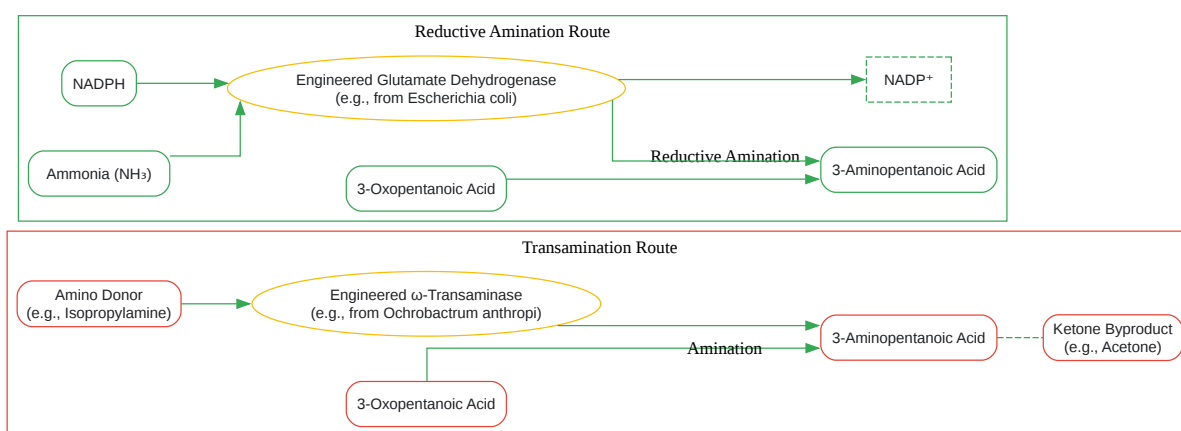 Reductive Amination Route
NADPH
Engineered Glutamate Dehydrogenase
(e.g., from Escherichia coli)
NADP⁺
Ammonia (NH₃)
Reductive Amination
3-Oxopentanoic Acid
3-Aminopentanoic Acid
Transamination Route
Amino Donor
(e.g., Isopropylamine)
Engineered ω-Transaminase
(e.g., from Ochrobactrum anthropi)
Amination
3-Aminopentanoic Acid
Ketone Byproduct
(e.g., Acetone)
3-Oxopentanoic Acid